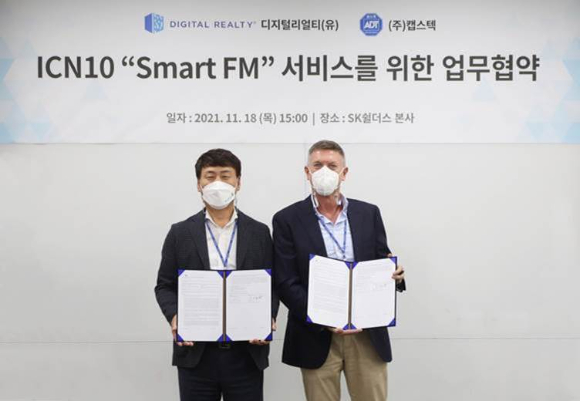 DIGITAL REALTY 디지털리얼티(유) ADT (주)캡스텍
ICN10 “Smart FM” 서비스를 위한 업무협약
일자 : 2021. 11. 18 (목) 15:00 | 장소 : SK쉴더스 본사